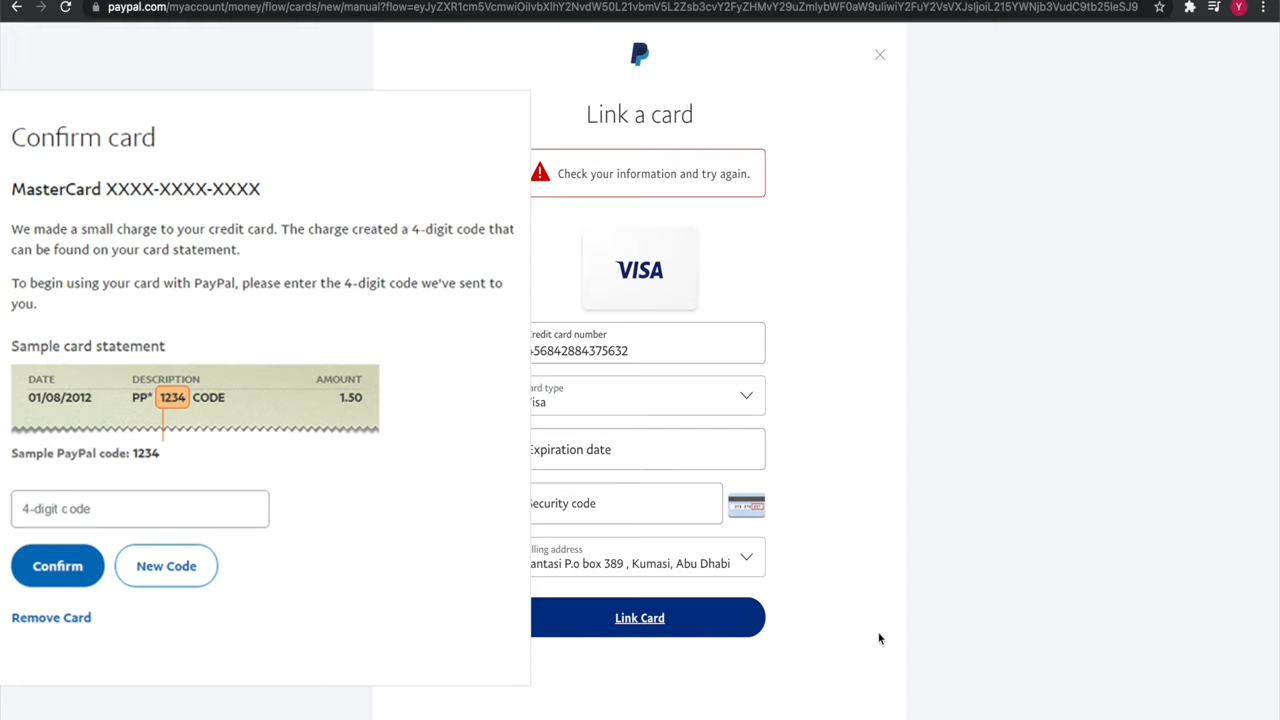 paypal.com/myaccount/money/flow/cards/new/manual?flow=
Y
Confirm card
MasterCard XXXX-XXXX-XXXX
We made a small charge to your credit card. The charge created a 4-digit code that
can be found on your card statement.
To begin using your card with PayPal, please enter the 4-digit code we've sent to
you.
Sample card statement
DATE DESCRIPTION AMOUNT
01/08/2012 PP* 1234 CODE 1.50
Sample PayPal code: 1234
4-digit code
Confirm New Code
Remove Card
Link a card
Check your information and try again.
VISA
redit card number
456842884375632
ard type
isa
Expiration date
Security code
lling address
antasi P.o box 389 , Kumasi, Abu Dhabi
Link Card